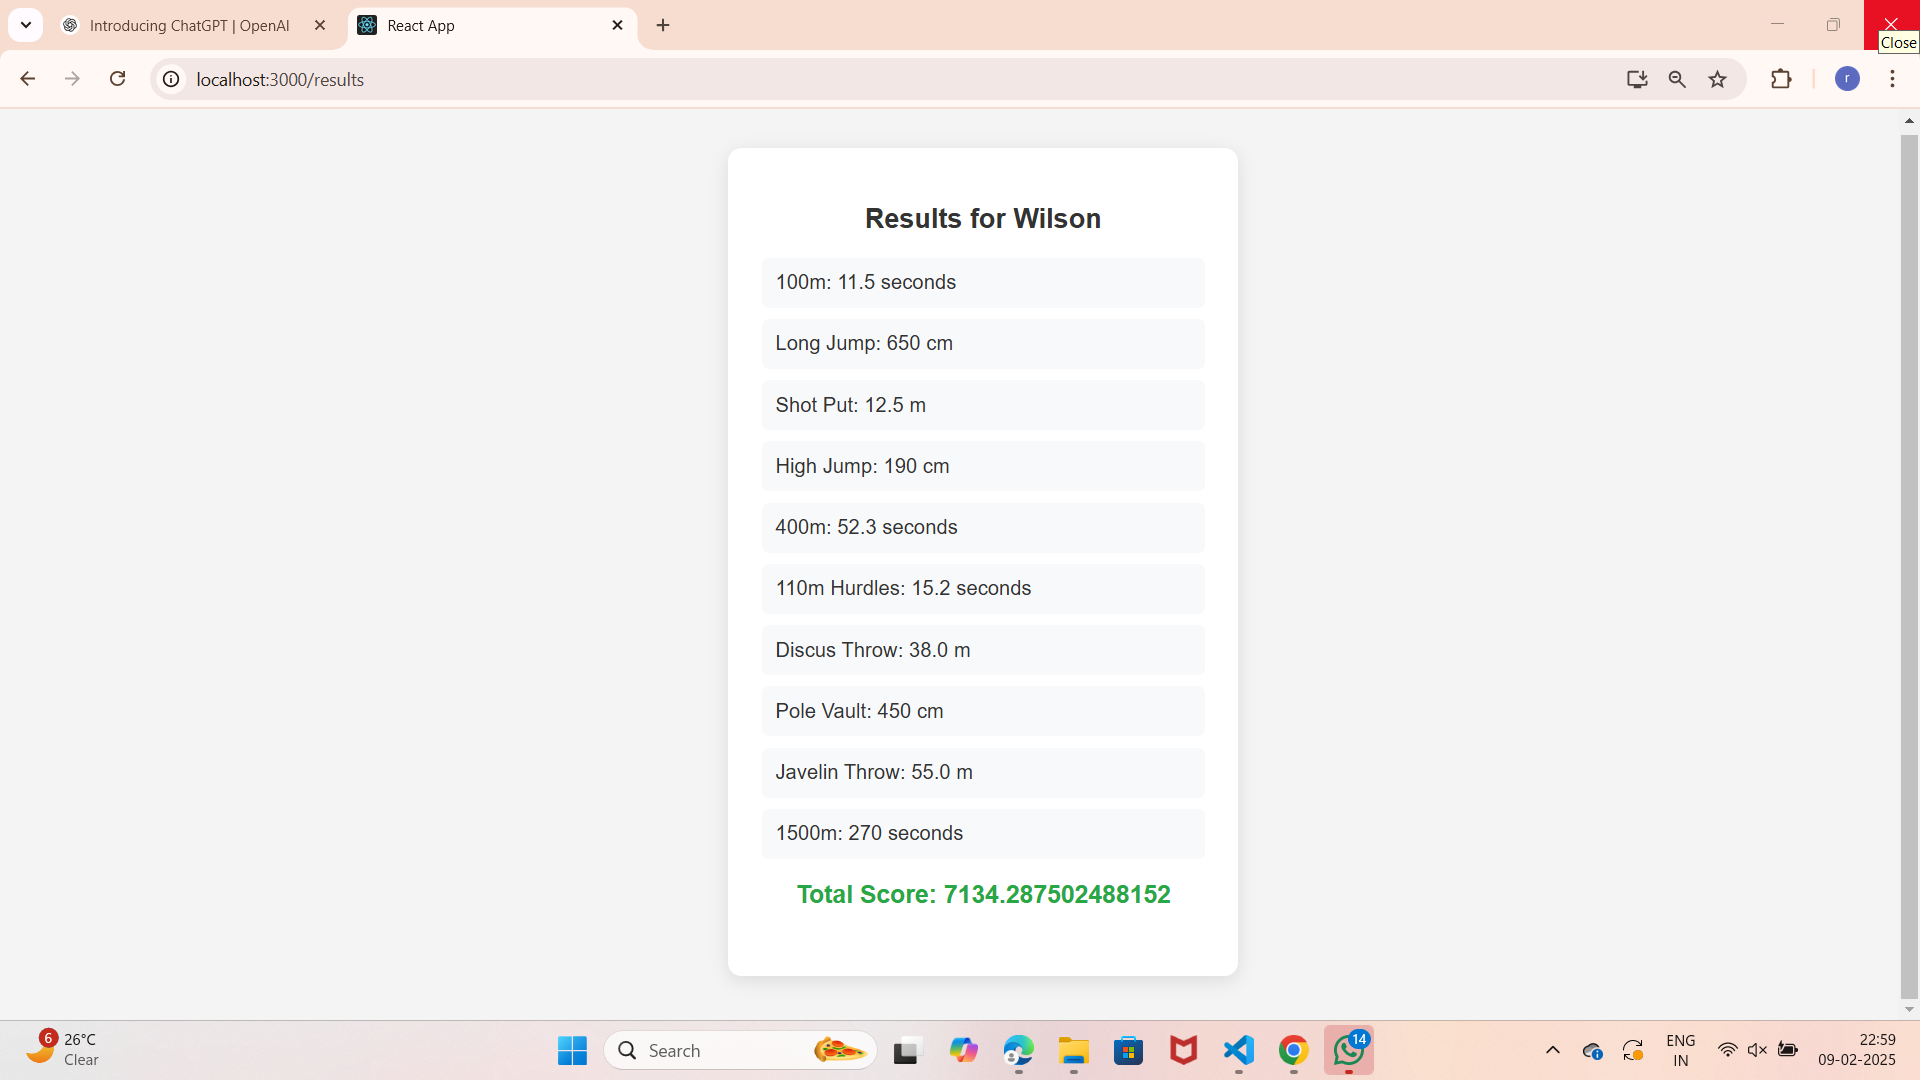 Introducing ChatGPT | OpenAI
React App
Close
localhost:3000/results
r
Results for Wilson
100m: 11.5 seconds
Long Jump: 650 cm
Shot Put: 12.5 m
High Jump: 190 cm
400m: 52.3 seconds
110m Hurdles: 15.2 seconds
Discus Throw: 38.0 m
Pole Vault: 450 cm
Javelin Throw: 55.0 m
1500m: 270 seconds
Total Score: 7134.287502488152
6
26°C
Clear
Search
14
ENG
IN
22:59
09-02-2025